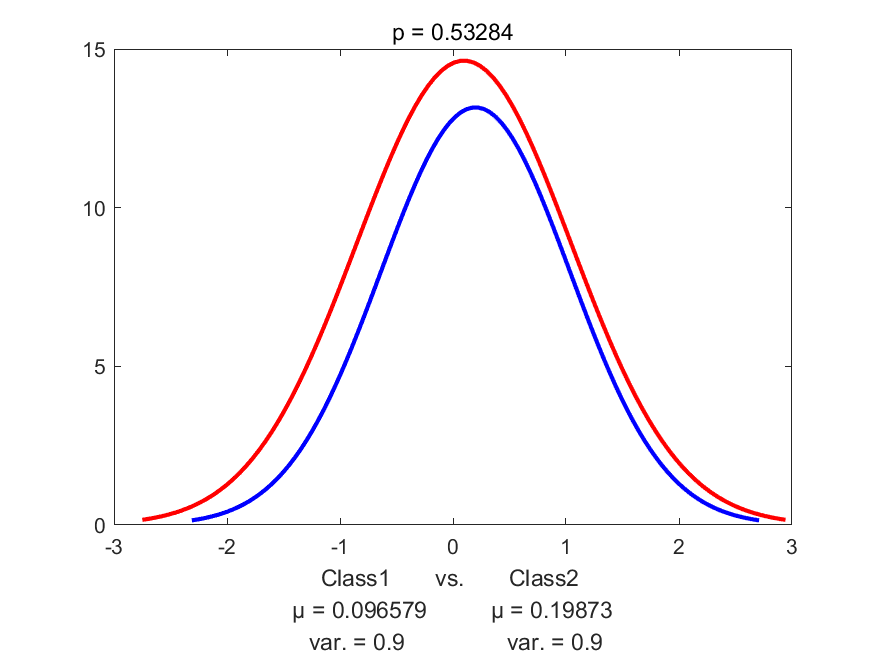 p = 0.53284
15
10
5
0
-3 -2 -1 0 1 2 3
Class1 vs. Class2
μ = 0.096579 μ = 0.19873
var. = 0.9 var. = 0.9